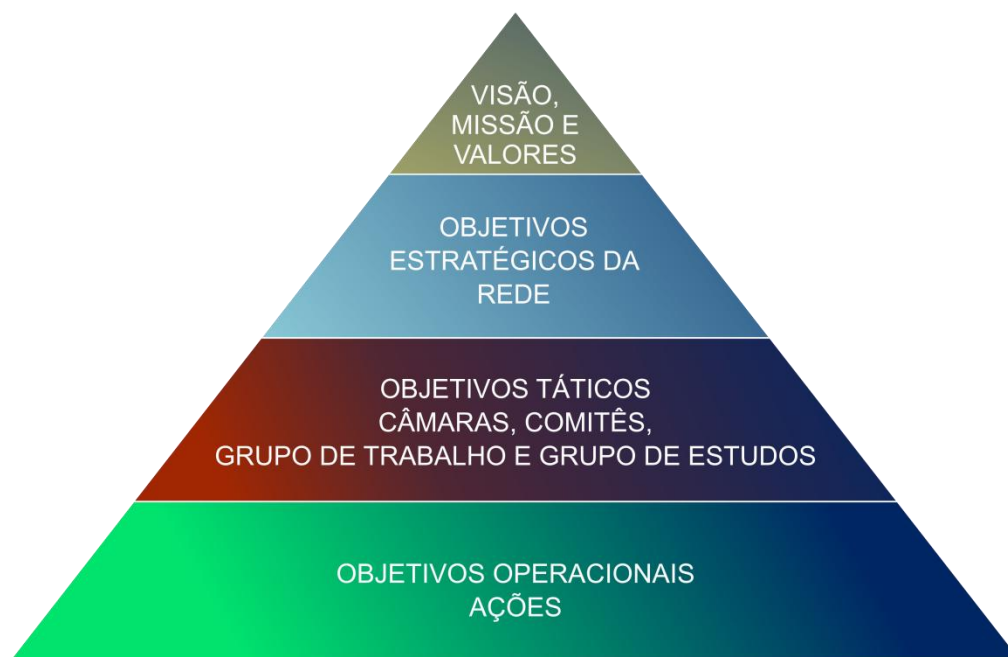 VISÃO,
MISSÃO E
VALORES
OBJETIVOS
ESTRATÉGICOS DA
REDE
OBJETIVOS TÁTICOS
CÂMARAS, COMITÊS,
GRUPO DE TRABALHO E GRUPO DE ESTUDOS
OBJETIVOS OPERACIONAIS
AÇÕES